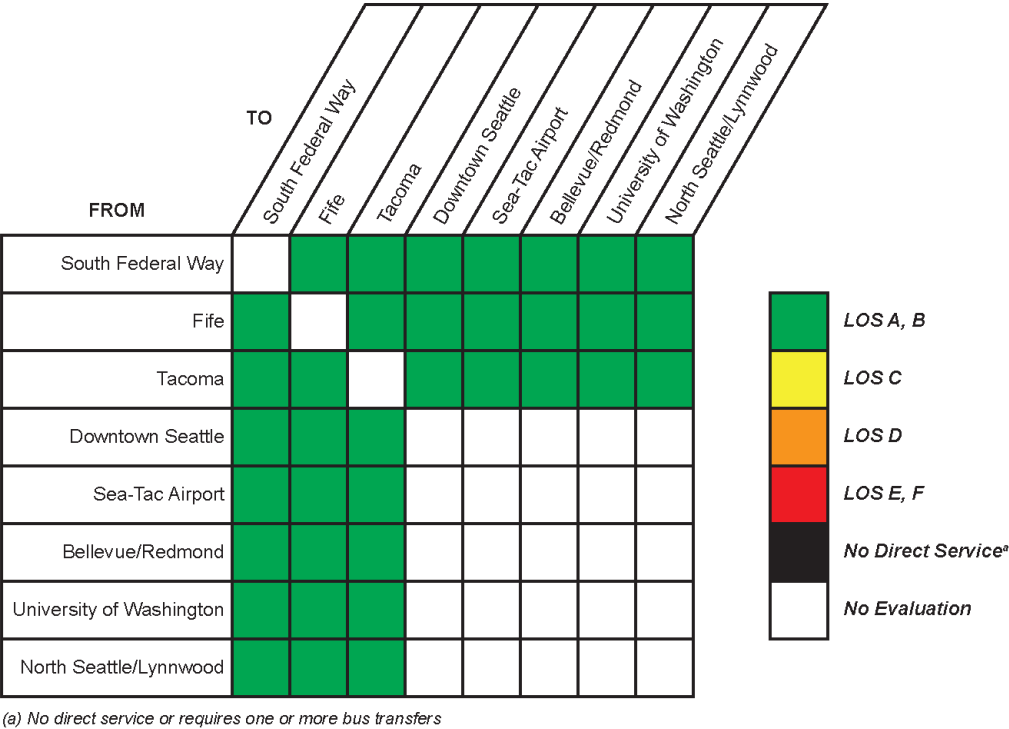 TO
South Federal Way
Fife
Tacoma
Downtown Seattle
Sea-Tac Airport
Bellevue/Redmond
University of Washington
North Seattle/Lynnwood
FROM
South Federal Way
Fife
Tacoma
Downtown Seattle
Sea-Tac Airport
Bellevue/Redmond
University of Washington
North Seattle/Lynnwood
LOS A, B
LOS C
LOS D
LOS E, F
No Direct Serviceª
No Evaluation
(a) No direct service or requires one or more bus transfers